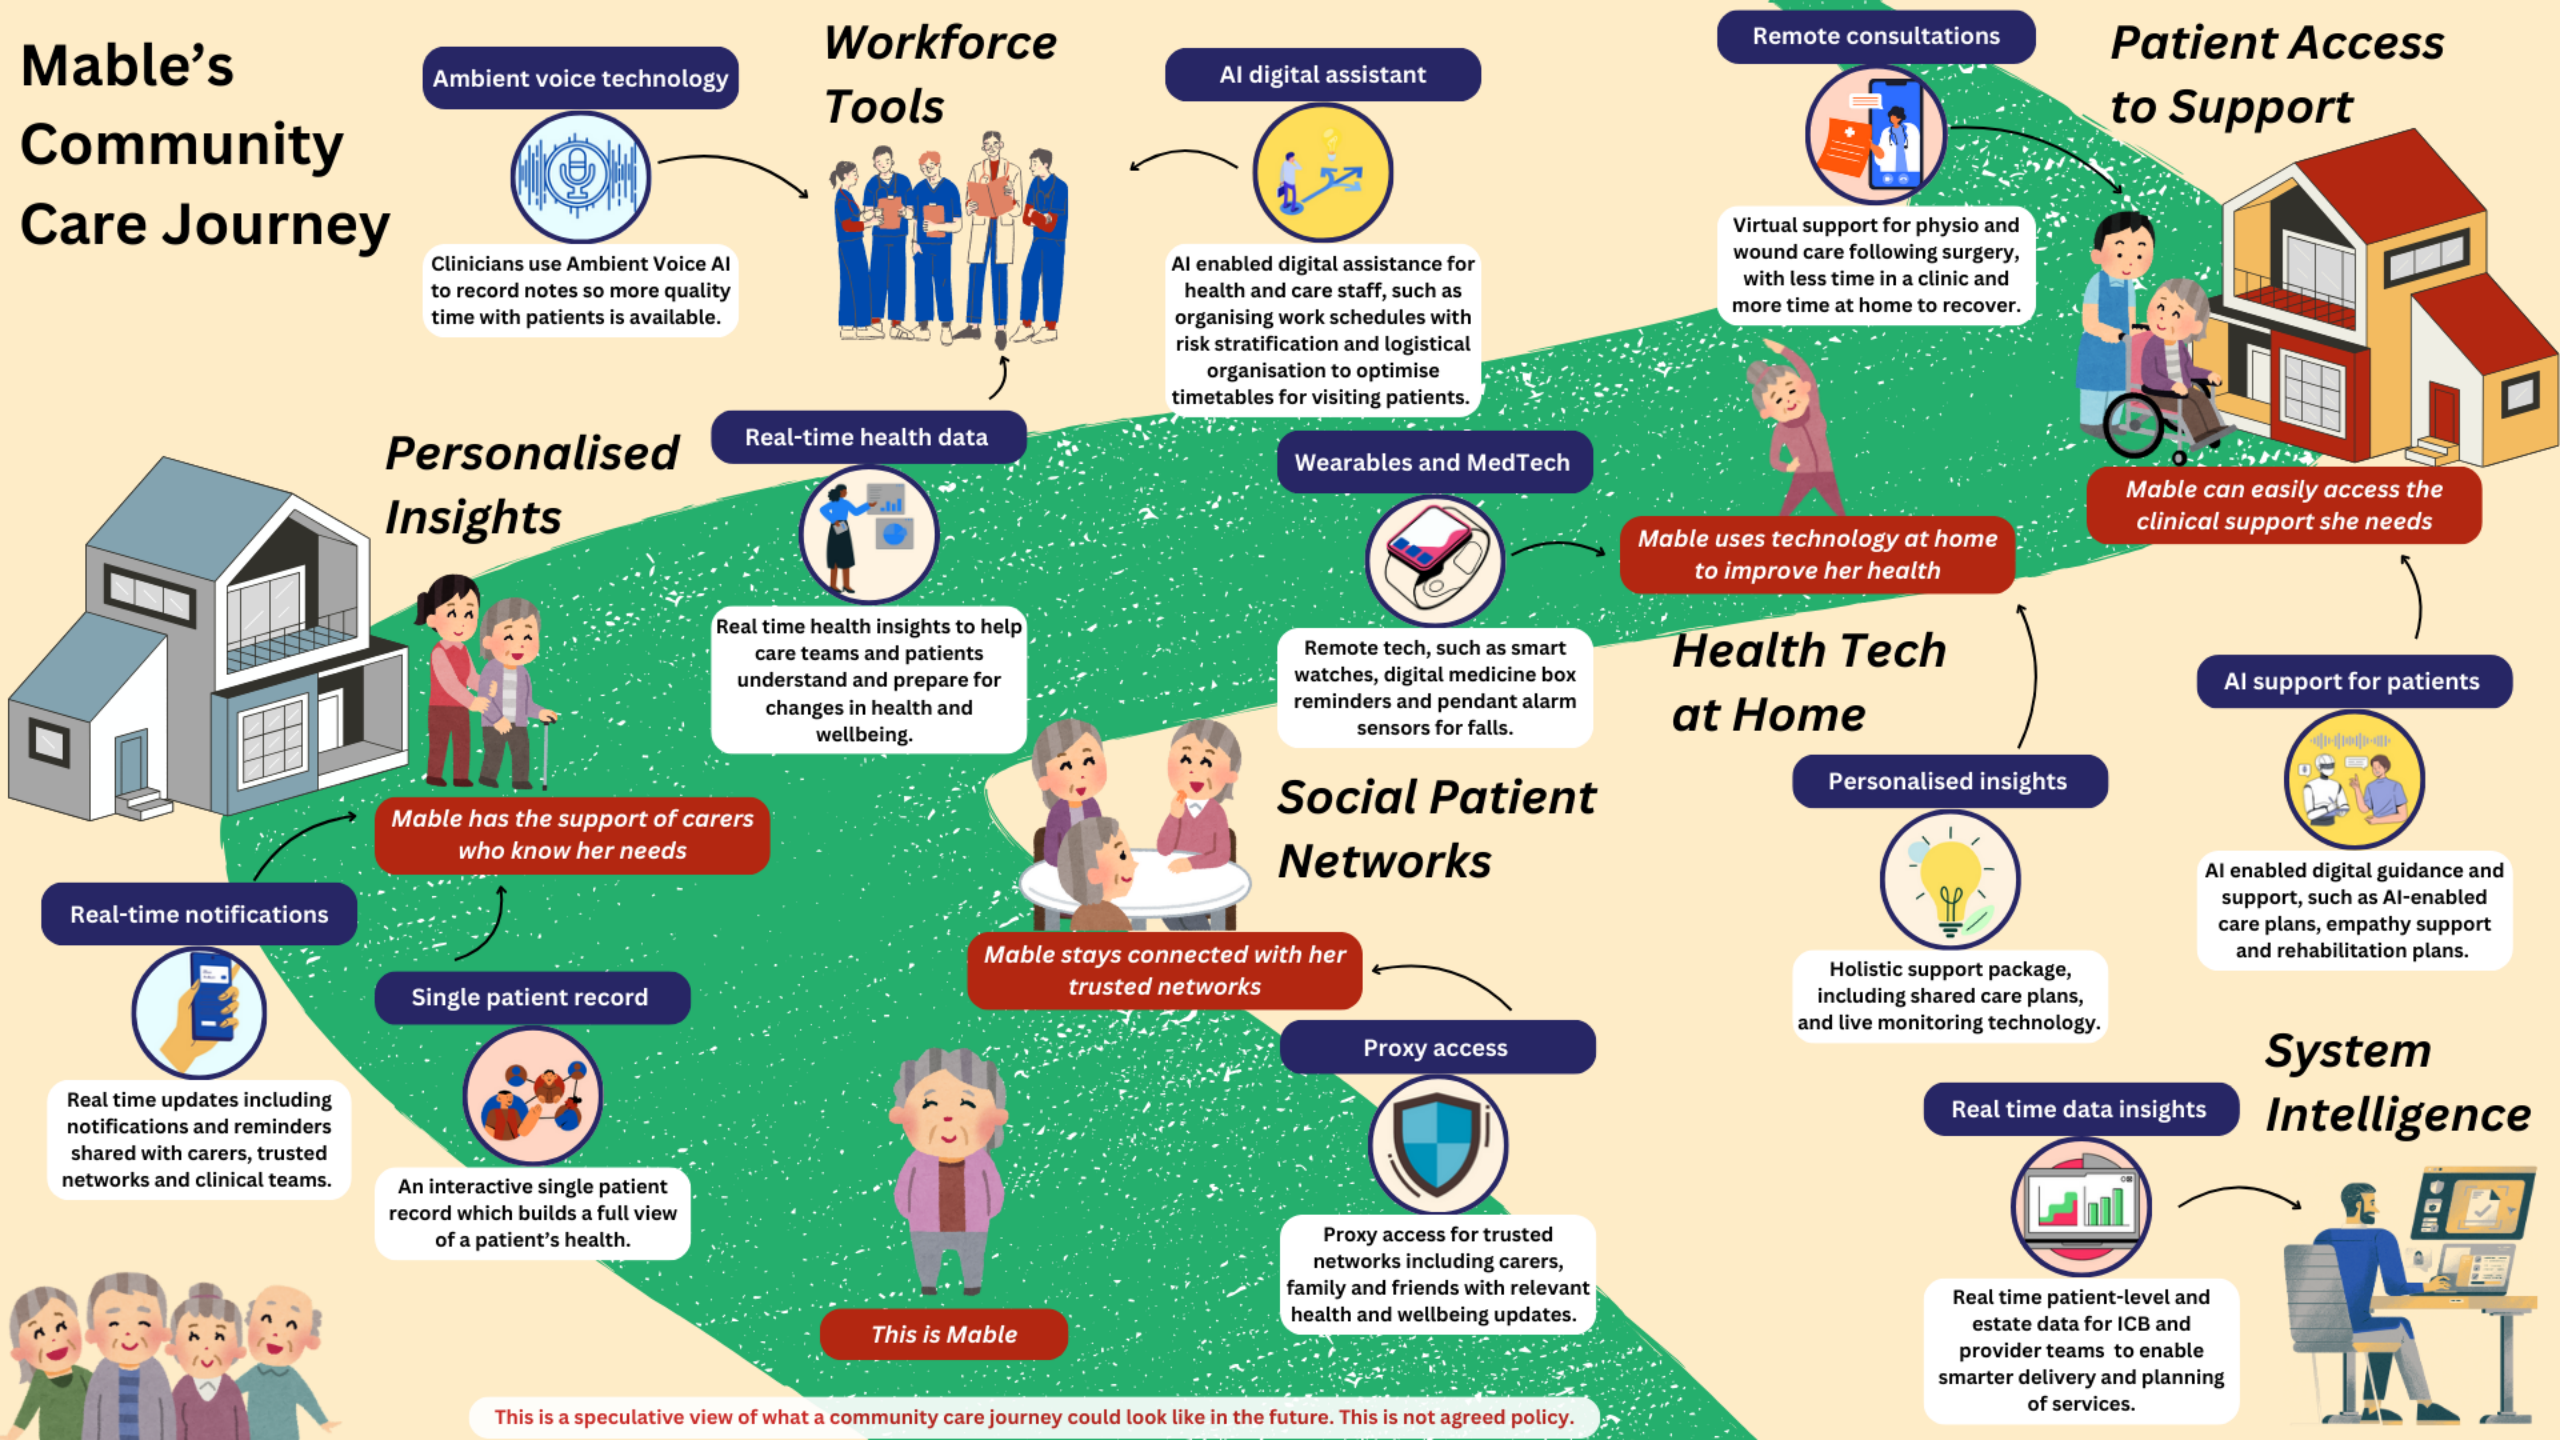 Mable's
Community
Care Journey
Ambient voice technology
Clinicians use Ambient Voice AI
to record notes so more quality
time with patients is available.
Workforce
Tools
AI digital assistant
AI enabled digital assistance for
health and care staff, such as
organising work schedules with
risk stratification and logistical
organisation to optimise
timetables for visiting patients.
Remote consultations
Virtual support for physio and
wound care following surgery,
with less time in a clinic and
more time at home to recover.
Patient Access
to Support
Mable can easily access the
clinical support she needs
Personalised
Insights
Real-time health data
Real time health insights to help
care teams and patients
understand and prepare for
changes in health and
wellbeing.
Wearables and MedTech
Remote tech, such as smart
watches, digital medicine box
reminders and pendant alarm
sensors for falls.
Mable uses technology at home
to improve her health
Health Tech
at Home
AI support for patients
AI enabled digital guidance and
support, such as AI-enabled
care plans, empathy support
and rehabilitation plans.
Personalised insights
Holistic support package,
including shared care plans,
and live monitoring technology.
Mable has the support of carers
who know her needs
Social Patient
Networks
Mable stays connected with her
trusted networks
Real-time notifications
Real time updates including
notifications and reminders
shared with carers, trusted
networks and clinical teams.
Single patient record
An interactive single patient
record which builds a full view
of a patient's health.
Proxy access
Proxy access for trusted
networks including carers,
family and friends with relevant
health and wellbeing updates.
System
Intelligence
Real time data insights
Real time patient-level and
estate data for ICB and
provider teams to enable
smarter delivery and planning
of services.
This is Mable
This is a speculative view of what a community care journey could look like in the future. This is not agreed policy.